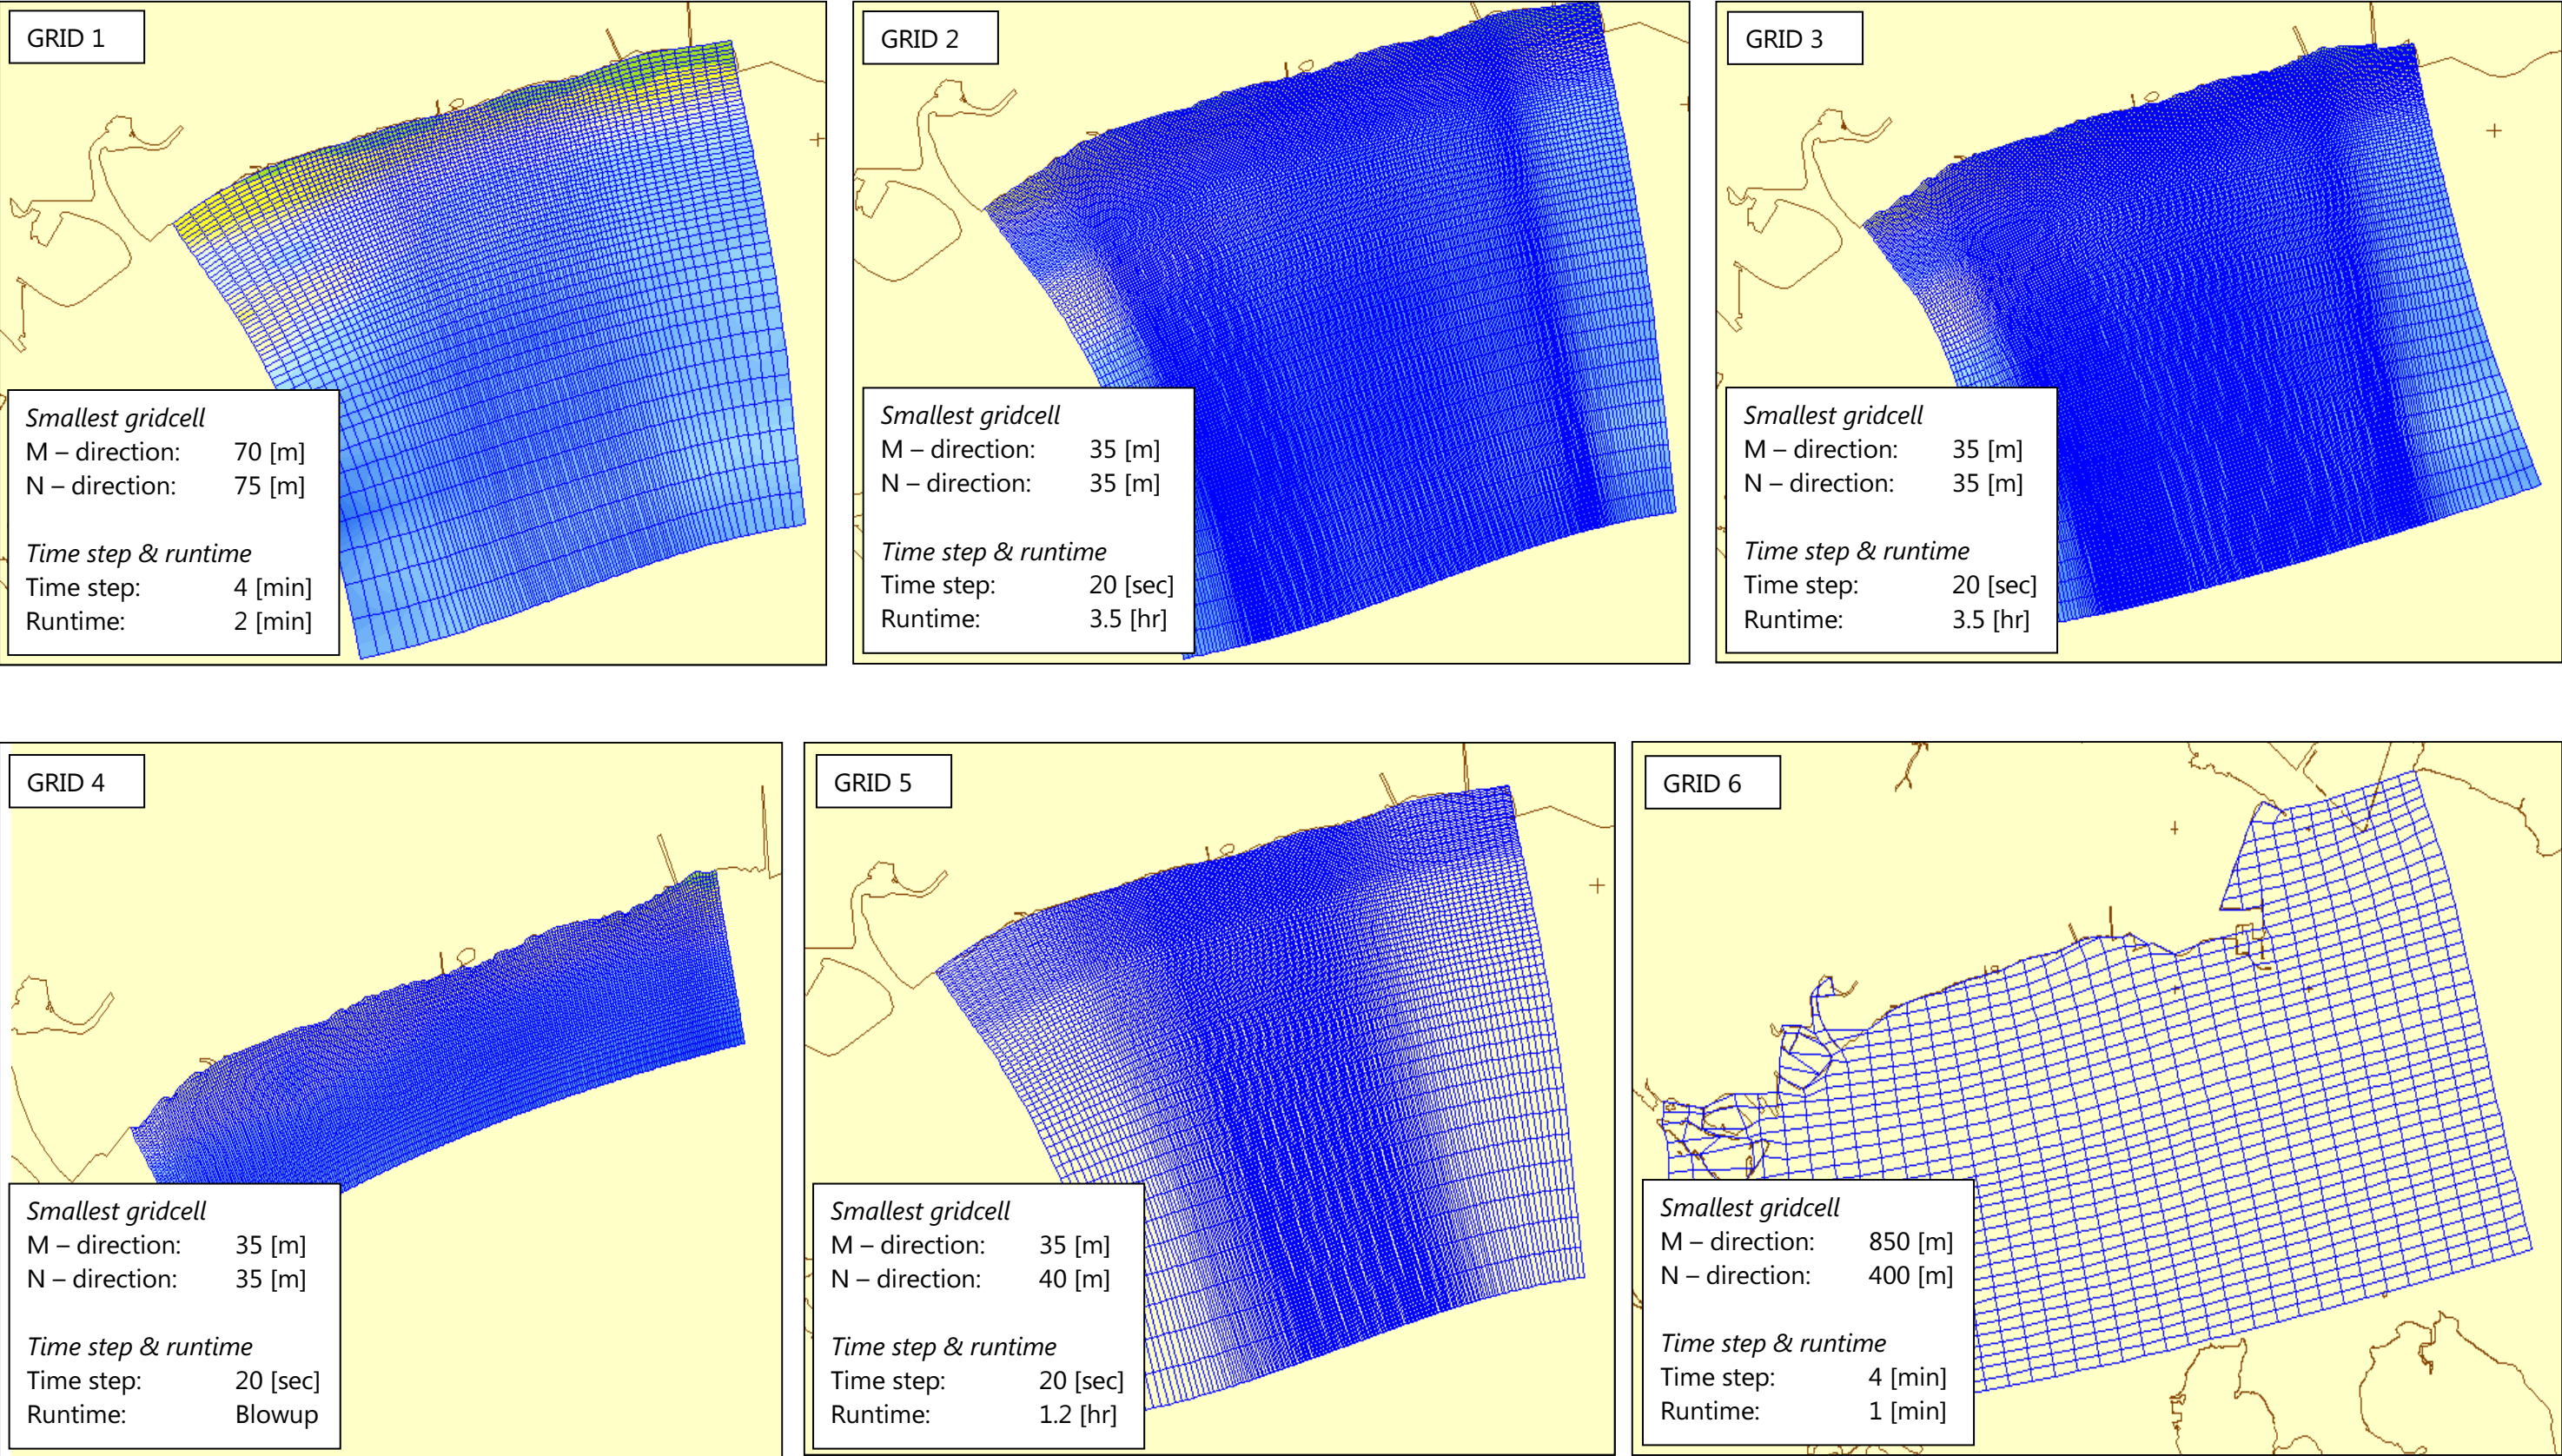 GRID 1
Smallest gridcell
M – direction: 70 [m]
N – direction: 75 [m]
Time step & runtime
Time step: 4 [min]
Runtime: 2 [min]
GRID 2
Smallest gridcell
M – direction: 35 [m]
N – direction: 35 [m]
Time step & runtime
Time step: 20 [sec]
Runtime: 3.5 [hr]
GRID 3
Smallest gridcell
M – direction: 35 [m]
N – direction: 35 [m]
Time step & runtime
Time step: 20 [sec]
Runtime: 3.5 [hr]
GRID 4
Smallest gridcell
M – direction: 35 [m]
N – direction: 35 [m]
Time step & runtime
Time step: 20 [sec]
Runtime: Blowup
GRID 5
Smallest gridcell
M – direction: 35 [m]
N – direction: 40 [m]
Time step & runtime
Time step: 20 [sec]
Runtime: 1.2 [hr]
GRID 6
Smallest gridcell
M – direction: 850 [m]
N – direction: 400 [m]
Time step & runtime
Time step: 4 [min]
Runtime: 1 [min]